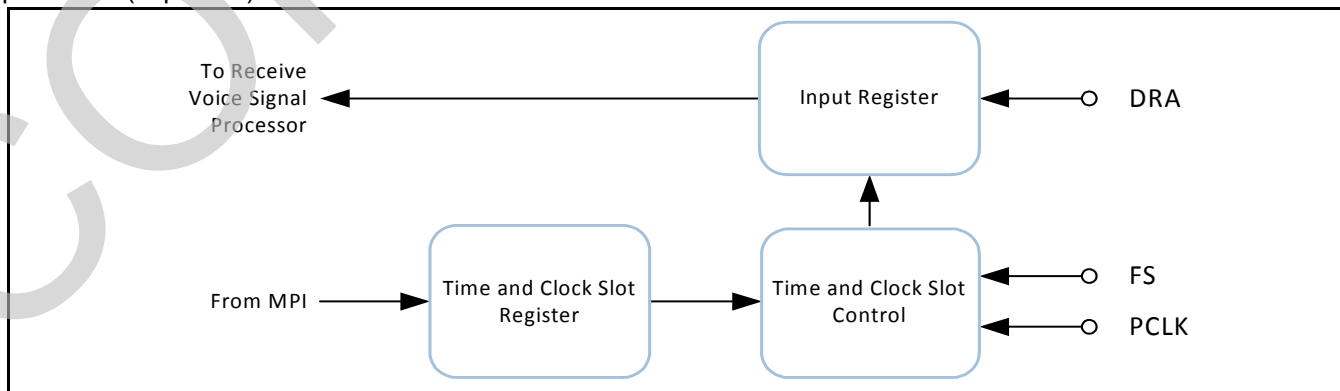 To Receive
Voice Signal
Processor
Input Register
DRA
From MPI
Time and Clock Slot
Register
Time and Clock Slot
Control
FS
PCLK